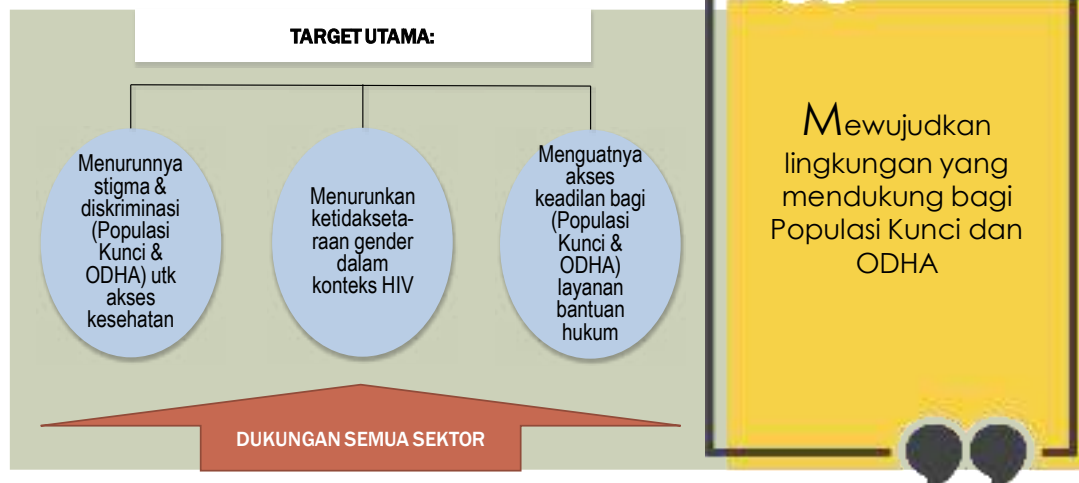 TARGET UTAMA:
Menurunnya
stigma &
diskriminasi
(Populasi
Kunci &
ODHA) utk
akses
kesehatan
Menurunkan
ketidakseta-
raan gender
dalam
konteks HIV
Menguatnya
akses
keadilan bagi
(Populasi
Kunci &
ODHA)
layanan
bantuan
hukum
DUKUNGAN SEMUA SEKTOR
Mewujudkan
lingkungan yang
mendukung bagi
Populasi Kunci dan
ODHA